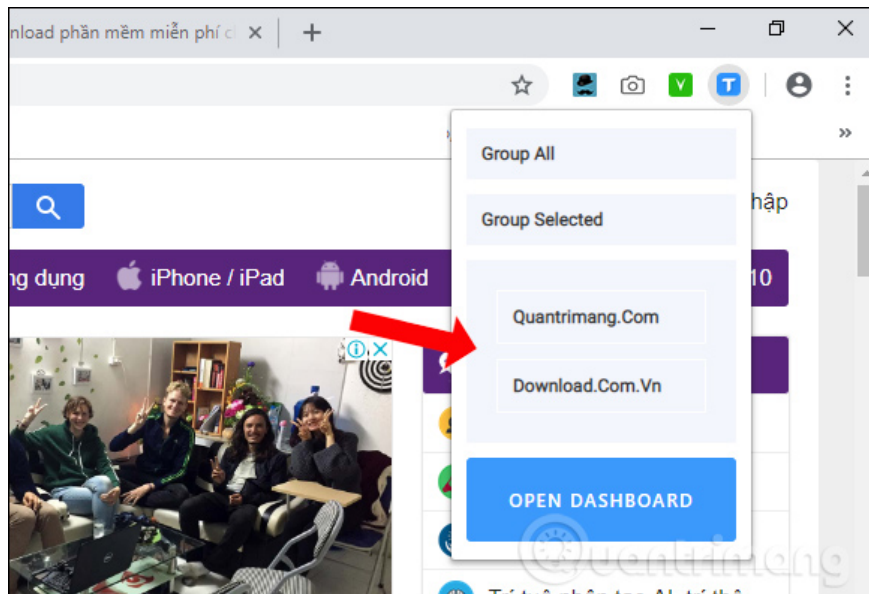 nload phần mềm miễn phí c
Group All
Group Selected
hập
ng dụng
iPhone / iPad
Android
10
Quantrimang.Com
Download.Com.Vn
OPEN DASHBOARD
Quantrimang